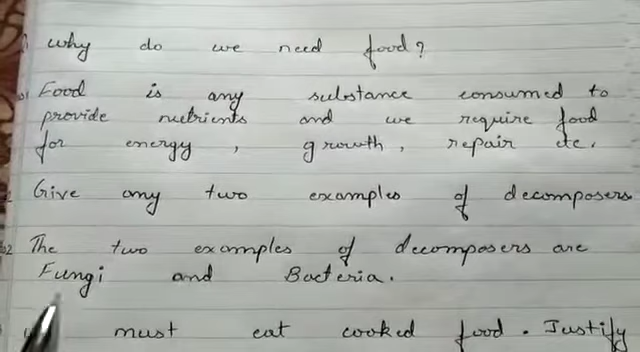 why do we need food?
Food is any substance consumed to
provide nutrients and we require food
for energy, growth, repair etc.
Give any two examples of decomposers
The two examples of decomposers are
Fungi and Bacteria.
must eat cooked food. Justify